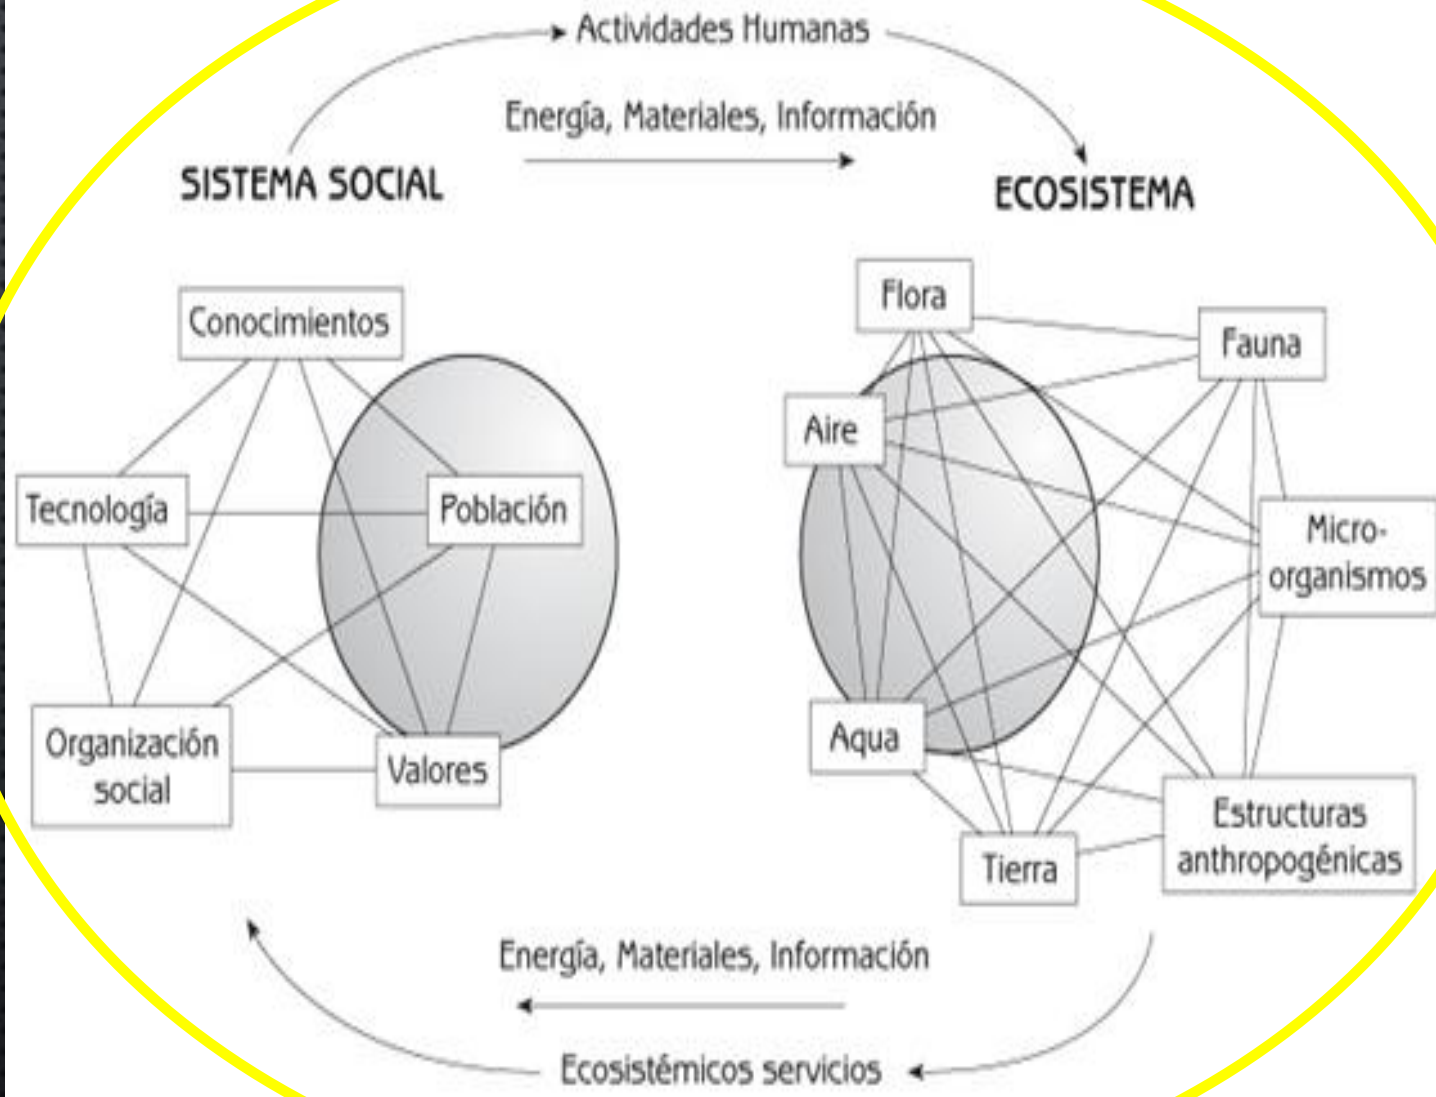 Actividades Humanas
Energía, Materiales, Información
SISTEMA SOCIAL
ECOSISTEMA
Conocimientos
Tecnología
Población
Organización
social
Valores
Flora
Fauna
Aire
Micro-
organismos
Aqua
Tierra
Estructuras
anthropogénicas
Energía, Materiales, Información
Ecosistémicos servicios